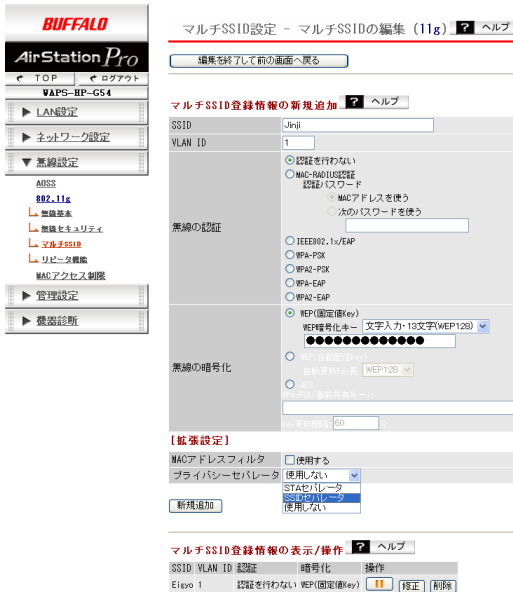 BUFFALO
AirStation Pro
TOP
ログアウト
WAPS-HP-G54
LAN設定
ネットワーク設定
無線設定
AOSS
802.11g
無線基本
無線セキュリティ
マルチSSID
リピータ機能
MACアクセス制限
管理設定
機器診断
マルチSSID設定 - マルチSSIDの編集 (11g) ? ヘルプ
編集を終了して前の画面へ戻る
マルチSSID登録情報の新規追加 ? ヘルプ
SSID Jinji
VLAN ID 1
無線の認証
認証を行わない
MAC-RADIUS認証
認証パスワード
MACアドレスを使う
次のパスワードを使う
IEEE802.1x/EAP
WPA-PSK
WPA2-PSK
WPA-EAP
WPA2-EAP
無線の暗号化
WEP(固定値Key)
WEP暗号化キー 文字入力・13文字(WEP128)
●●●●●●●●●●●●●
WEP(自動配信Key)
自動更新Key長 WEP128
AES
WPA-PSK(事前共有キー):
Key更新間隔 60 分
[拡張設定]
MACアドレスフィルタ 使用する
プライバシーセパレータ 使用しない
STAセパレータ
SSIDセパレータ
使用しない
新規追加
マルチSSID登録情報の表示/操作 ? ヘルプ
SSID VLAN ID 認証 暗号化 操作
Eigyo 1 認証を行わない WEP(固定値Key) 修正 削除